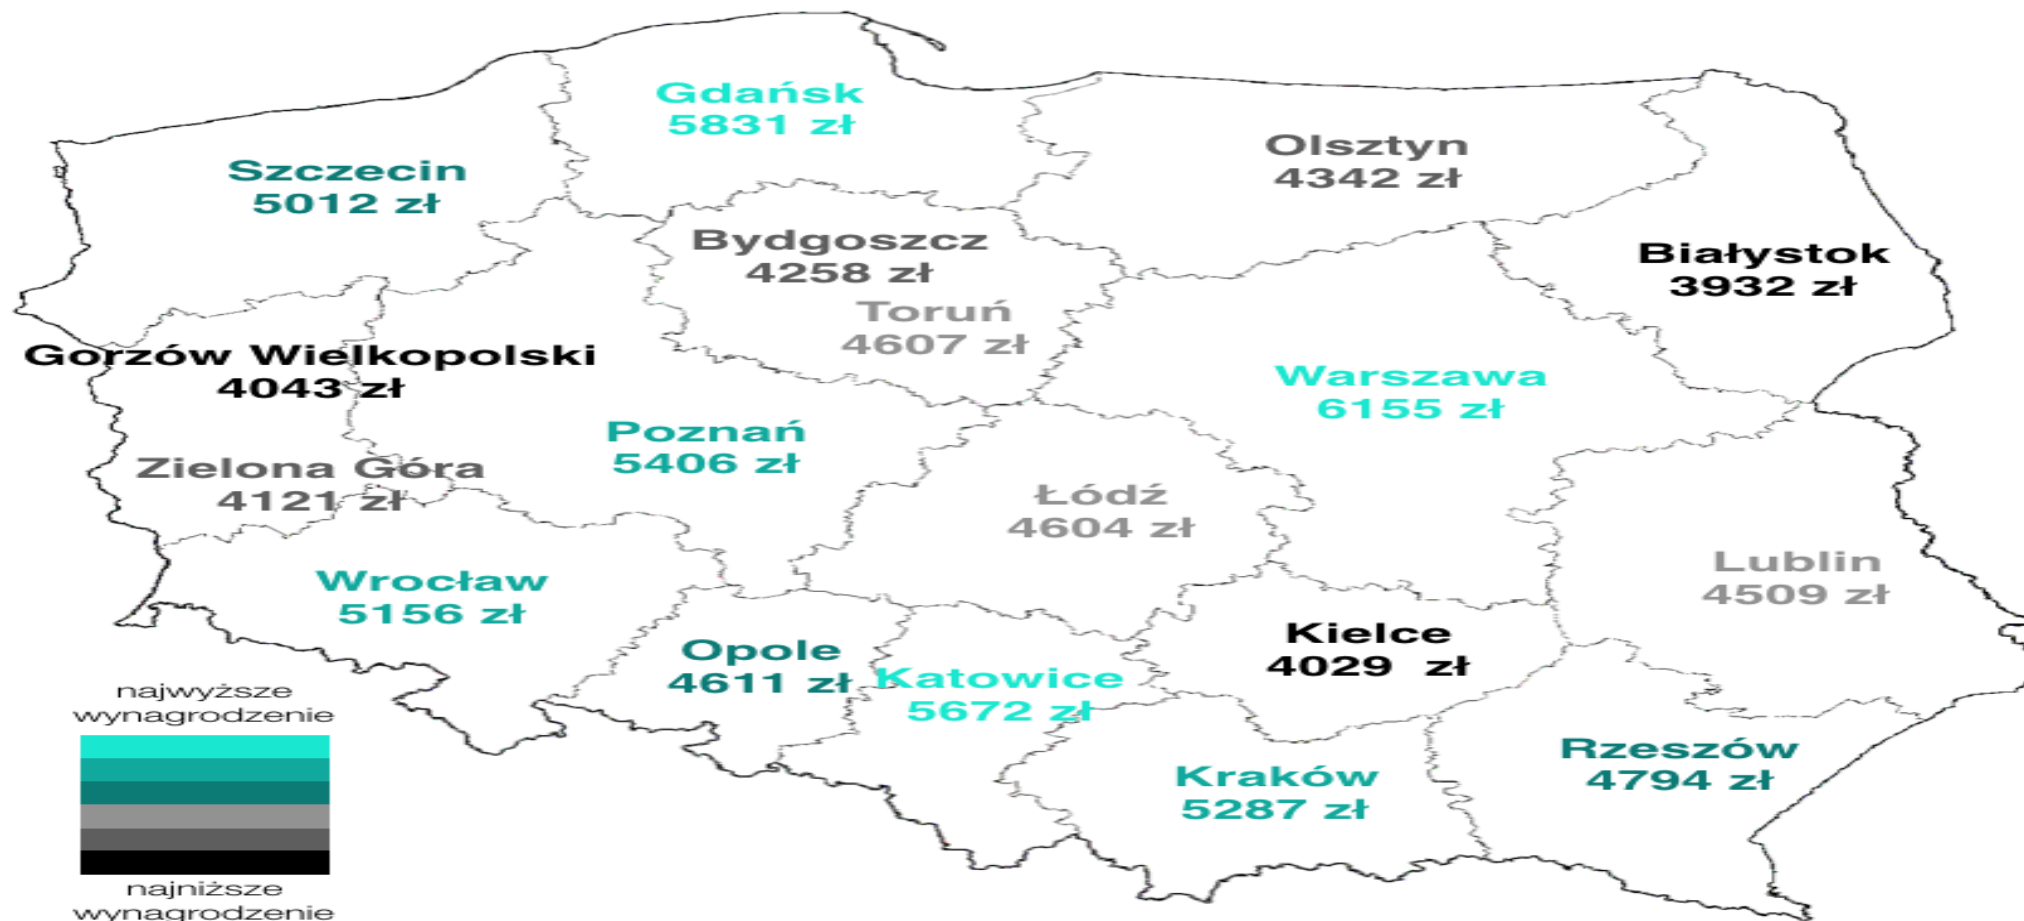 Gdańsk
5831 zł
Olsztyn
4342 zł
Szczecin
5012 zł
Bydgoszcz
4258 zł
Białystok
3932 zł
Toruń
4607 zł
Gorzów Wielkopolski
4043 zł
Warszawa
6155 zł
Poznań
5406 zł
Zielona Góra
4121 zł
Łódź
4604 zł
Lublin
4509 zł
Wrocław
5156 zł
Kielce
4029 zł
Opole
4611 zł
Katowice
5672 zł
Rzeszów
4794 zł
Kraków
5287 zł
najwyższe
wynagrodzenie
najniższe
wynagrodzenie